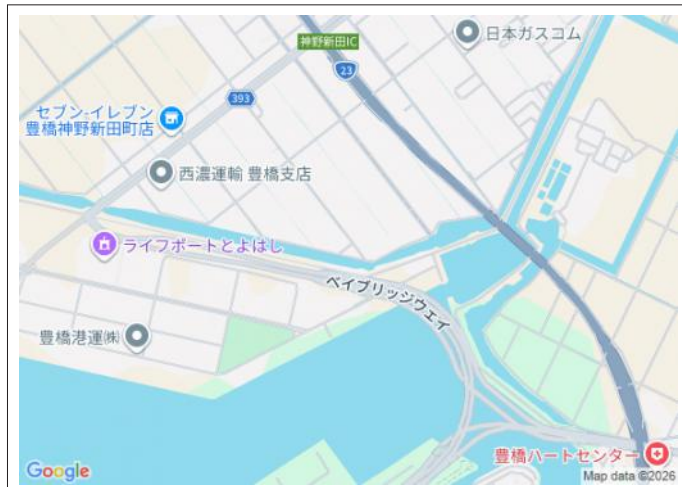 日本ガスコム
神野新田IC
23
393
セブン-イレブン
豊橋神野新田町店
西濃運輸 豊橋支店
ライフポートとよはし
ベイブリッジウェイ
豊橋港運㈱
豊橋ハートセンター
Google
Map data ©2026